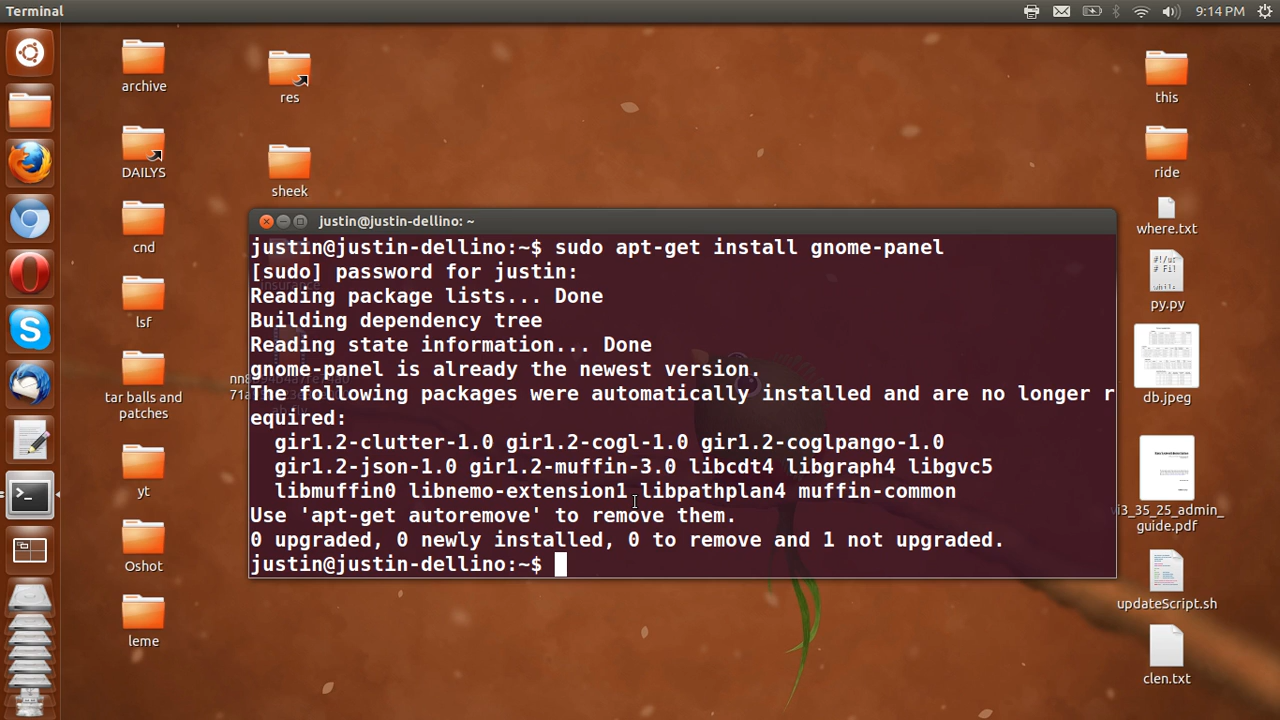 Terminal
9:14 PM
archive
res
this
DAILYS
sheek
ride
cnd
where.txt
justin@justin-dellino: ~
justin@justin-dellino:~$ sudo apt-get install gnome-panel
[sudo] password for justin:
Reading package lists... Done
Building dependency tree
Reading state information... Done
gnome-panel is already the newest version.
The following packages were automatically installed and are no longer r
equired:
gir1.2-clutter-1.0 gir1.2-cogl-1.0 gir1.2-coglpango-1.0
gir1.2-json-1.0 gir1.2-muffin-3.0 libcdt4 libgraph4 libgvc5
libmuffin0 libnemo-extension1 libpathplan4 muffin-common
Use 'apt-get autoremove' to remove them.
0 upgraded, 0 newly installed, 0 to remove and 1 not upgraded.
justin@justin-dellino:~$
insurance
lsf
tar balls and
patches
yt
Oshot
leme
#!/u
# Fi
while
py.py
db.jpeg
vi3_35_25_admin_
guide.pdf
updateScript.sh
clen.txt